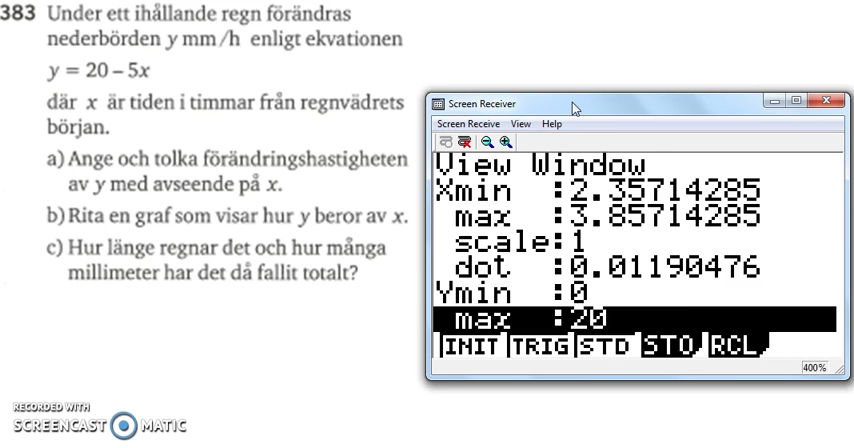 383 Under ett ihållande regn förändras
nederbörden y mm/h enligt ekvationen
y = 20 – 5x
där x är tiden i timmar från regnvädrets
början.
a) Ange och tolka förändringshastigheten
av y med avseende på x.
b) Rita en graf som visar hur y beror av x.
c) Hur länge regnar det och hur många
millimeter har det då fallit totalt?
Screen Receiver
Screen Receive View Help
View Window
Xmin :2.35714285
max :3.85714285
scale:1
dot :0.01190476
Ymin :0
max :20
INIT TRIG STD STO RCL
400%
RECORDED WITH
SCREENCAST MATIC